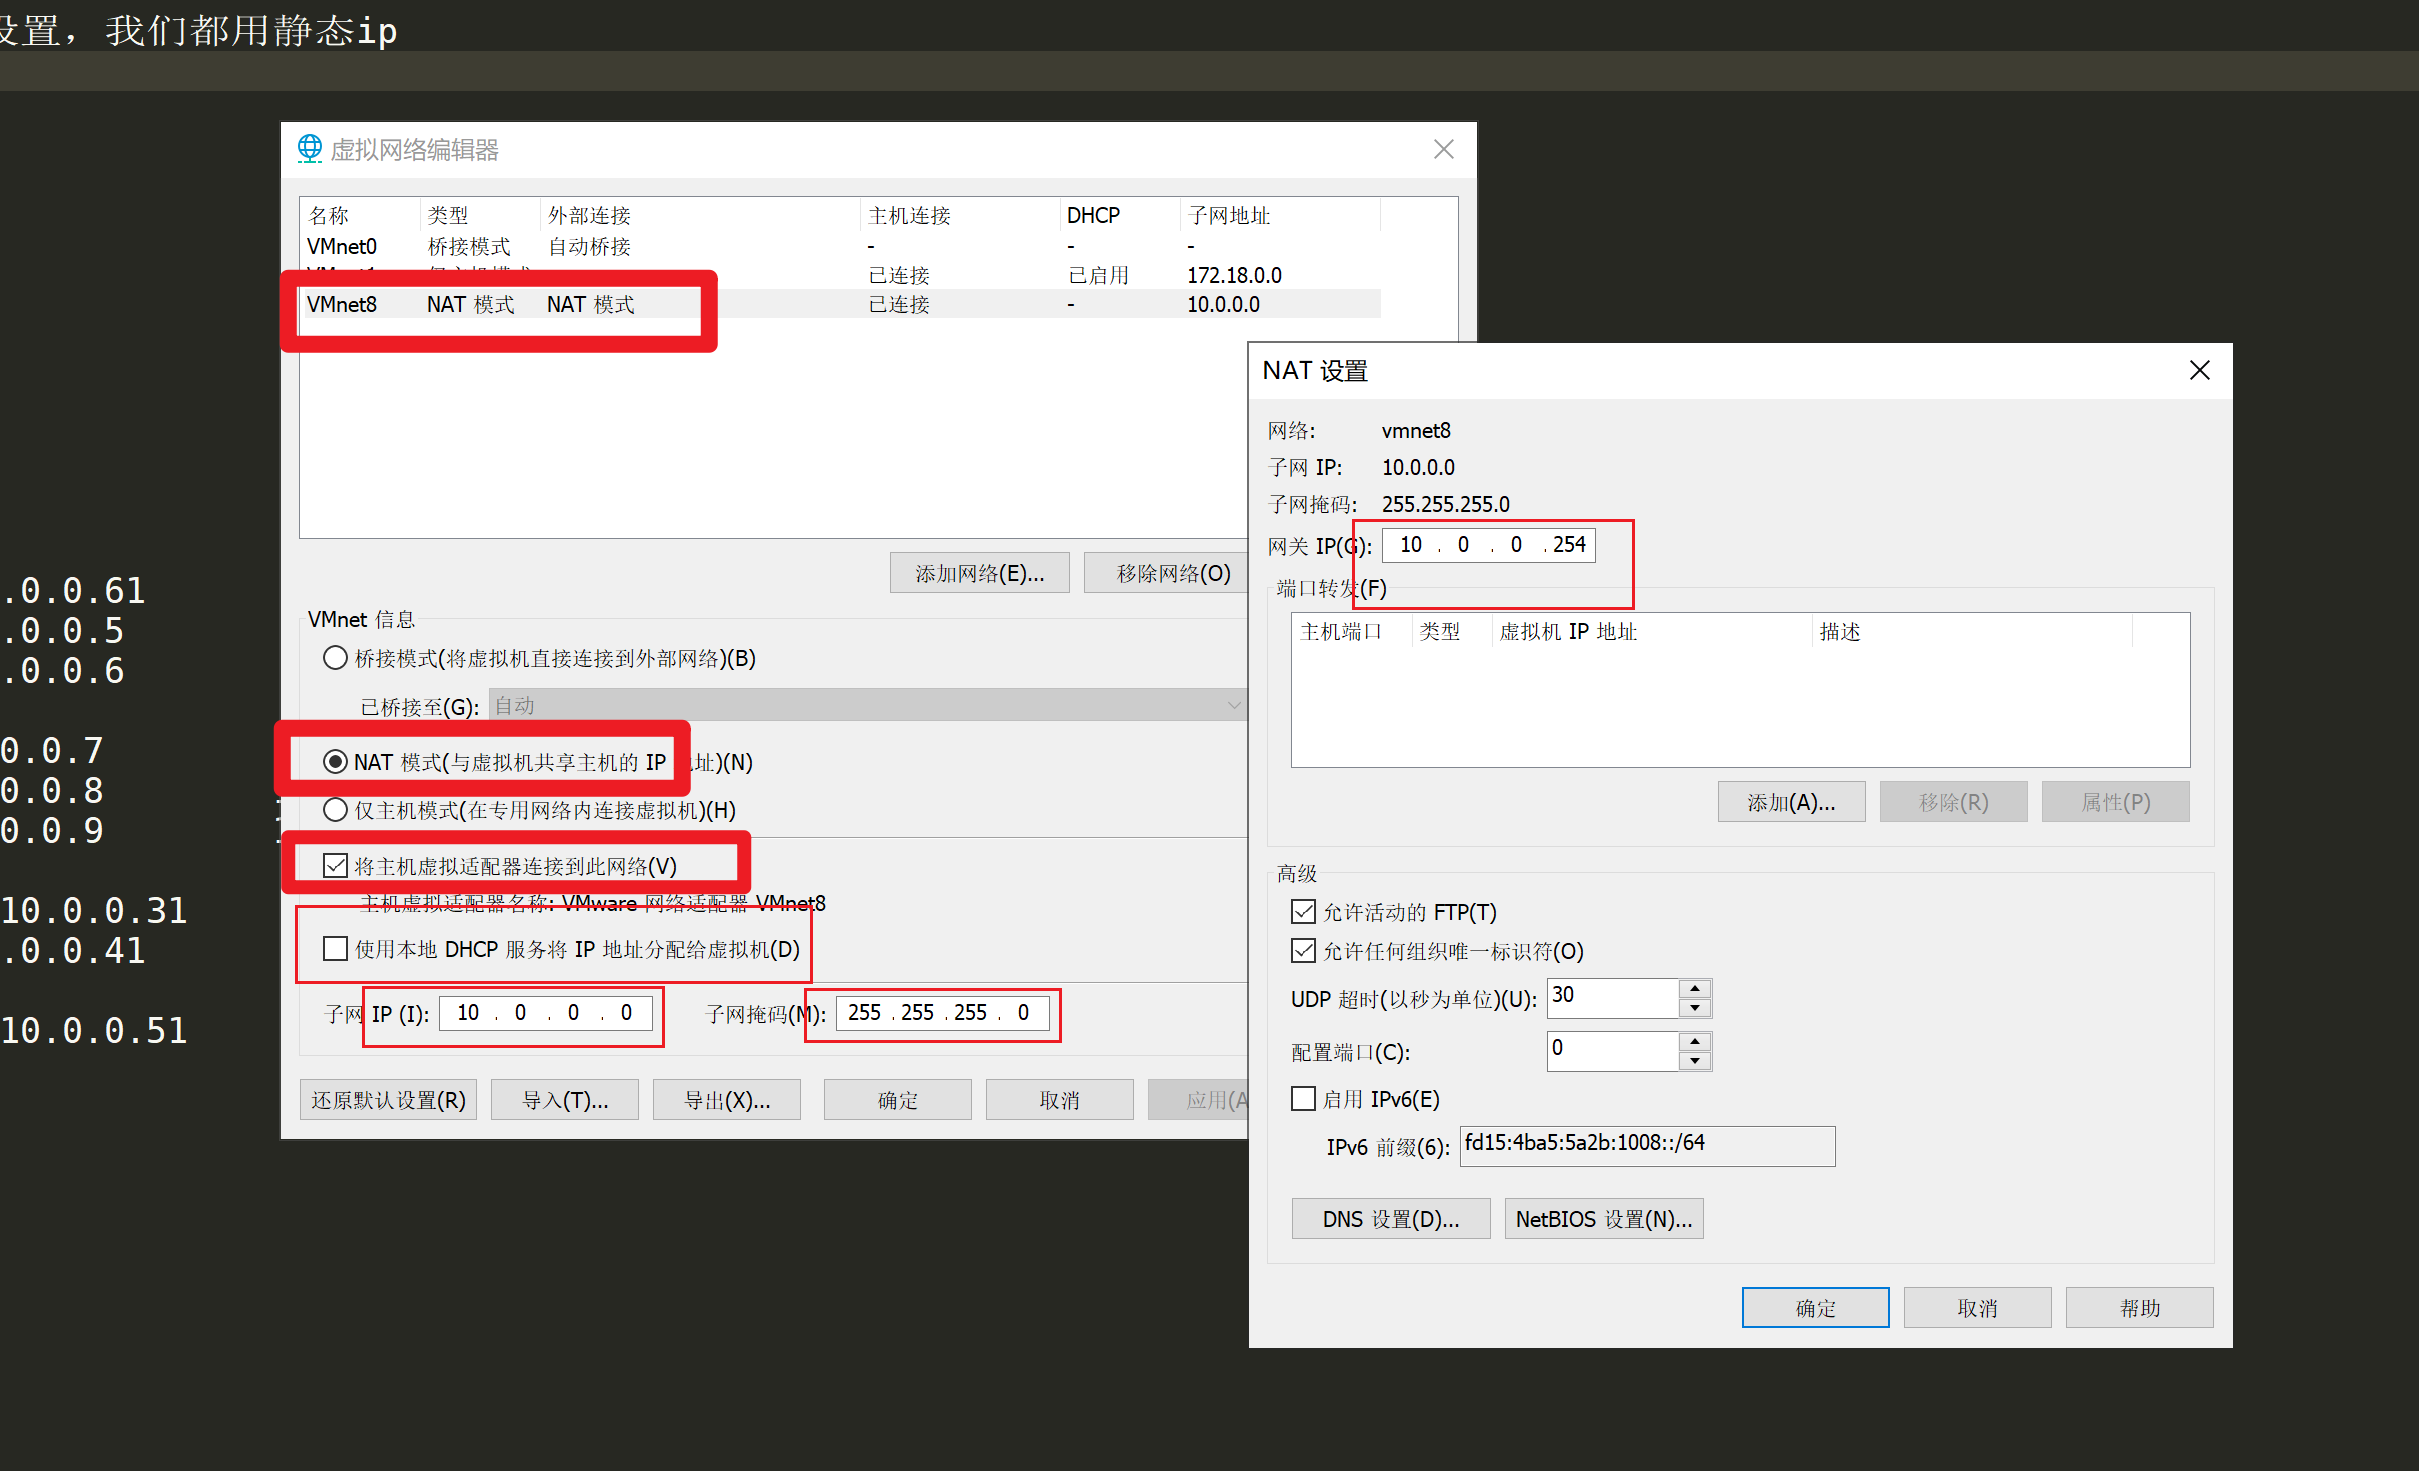 设置，我们都用静态ip
.0.0.61
.0.0.5
.0.0.6
0.0.7
0.0.8
0.0.9
10.0.0.31
.0.0.41
10.0.0.51
虚拟网络编辑器
名称 类型 外部连接 主机连接 DHCP 子网地址
VMnet0 桥接模式 自动桥接 - - -
VMnet1 仅主机模式 已连接 已启用 172.18.0.0
VMnet8 NAT 模式 NAT 模式 已连接 - 10.0.0.0
添加网络(E)... 移除网络(O)
VMnet 信息
桥接模式(将虚拟机直接连接到外部网络)(B)
已桥接至(G): 自动
NAT 模式(与虚拟机共享主机的 IP 地址)(N)
仅主机模式(在专用网络内连接虚拟机)(H)
将主机虚拟适配器连接到此网络(V)
主机虚拟适配器名称: VMware 网络适配器 VMnet8
使用本地 DHCP 服务将 IP 地址分配给虚拟机(D)
子网 IP (I): 10 . 0 . 0 . 0 子网掩码(M): 255 . 255 . 255 . 0
还原默认设置(R) 导入(T)... 导出(X)... 确定 取消 应用(A
NAT 设置
网络: vmnet8
子网 IP: 10.0.0.0
子网掩码: 255.255.255.0
网关 IP(G): 10 . 0 . 0 . 254
端口转发(F)
主机端口 类型 虚拟机 IP 地址 描述
添加(A)... 移除(R) 属性(P)
高级
允许活动的 FTP(T)
允许任何组织唯一标识符(O)
UDP 超时(以秒为单位)(U): 30
配置端口(C): 0
启用 IPv6(E)
IPv6 前缀(6): fd15:4ba5:5a2b:1008::/64
DNS 设置(D)... NetBIOS 设置(N)...
确定 取消 帮助